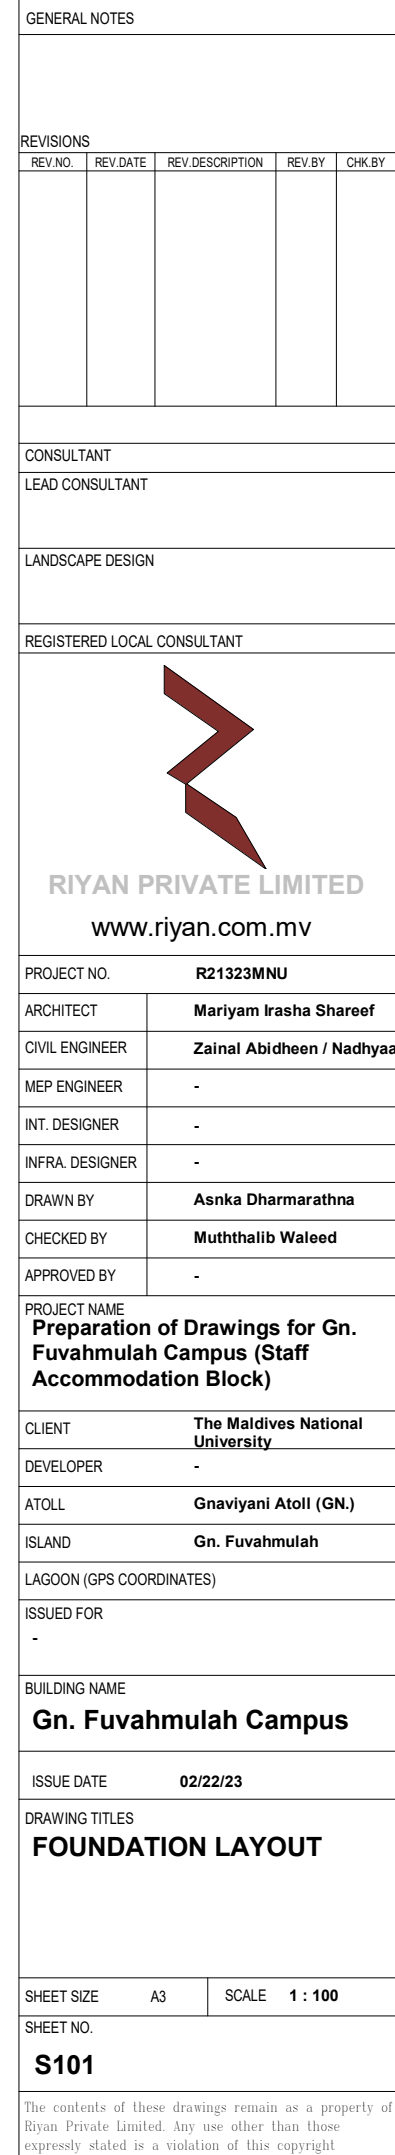 GENERAL NOTES
REVISIONS
REV.NO. REV.DATE REV.DESCRIPTION REV.BY CHK.BY
CONSULTANT
LEAD CONSULTANT
LANDSCAPE DESIGN
REGISTERED LOCAL CONSULTANT
RIYAN PRIVATE LIMITED
www.riyan.com.mv
PROJECT NO. R21323MNU
ARCHITECT Mariyam Irasha Shareef
CIVIL ENGINEER Zainal Abidheen / Nadhyaa
MEP ENGINEER -
INT. DESIGNER -
INFRA. DESIGNER -
DRAWN BY Asnka Dharmarathna
CHECKED BY Muththalib Waleed
APPROVED BY -
PROJECT NAME
Preparation of Drawings for Gn.
Fuvahmulah Campus (Staff
Accommodation Block)
CLIENT The Maldives National
University
DEVELOPER -
ATOLL Gnaviyani Atoll (GN.)
ISLAND Gn. Fuvahmulah
LAGOON (GPS COORDINATES)
ISSUED FOR
-
BUILDING NAME
Gn. Fuvahmulah Campus
ISSUE DATE 02/22/23
DRAWING TITLES
FOUNDATION LAYOUT
SHEET SIZE A3 SCALE 1 : 100
SHEET NO.
S101
The contents of these drawings remain as a property of
Riyan Private Limited. Any use other than those
expressly stated is a violation of this copyright